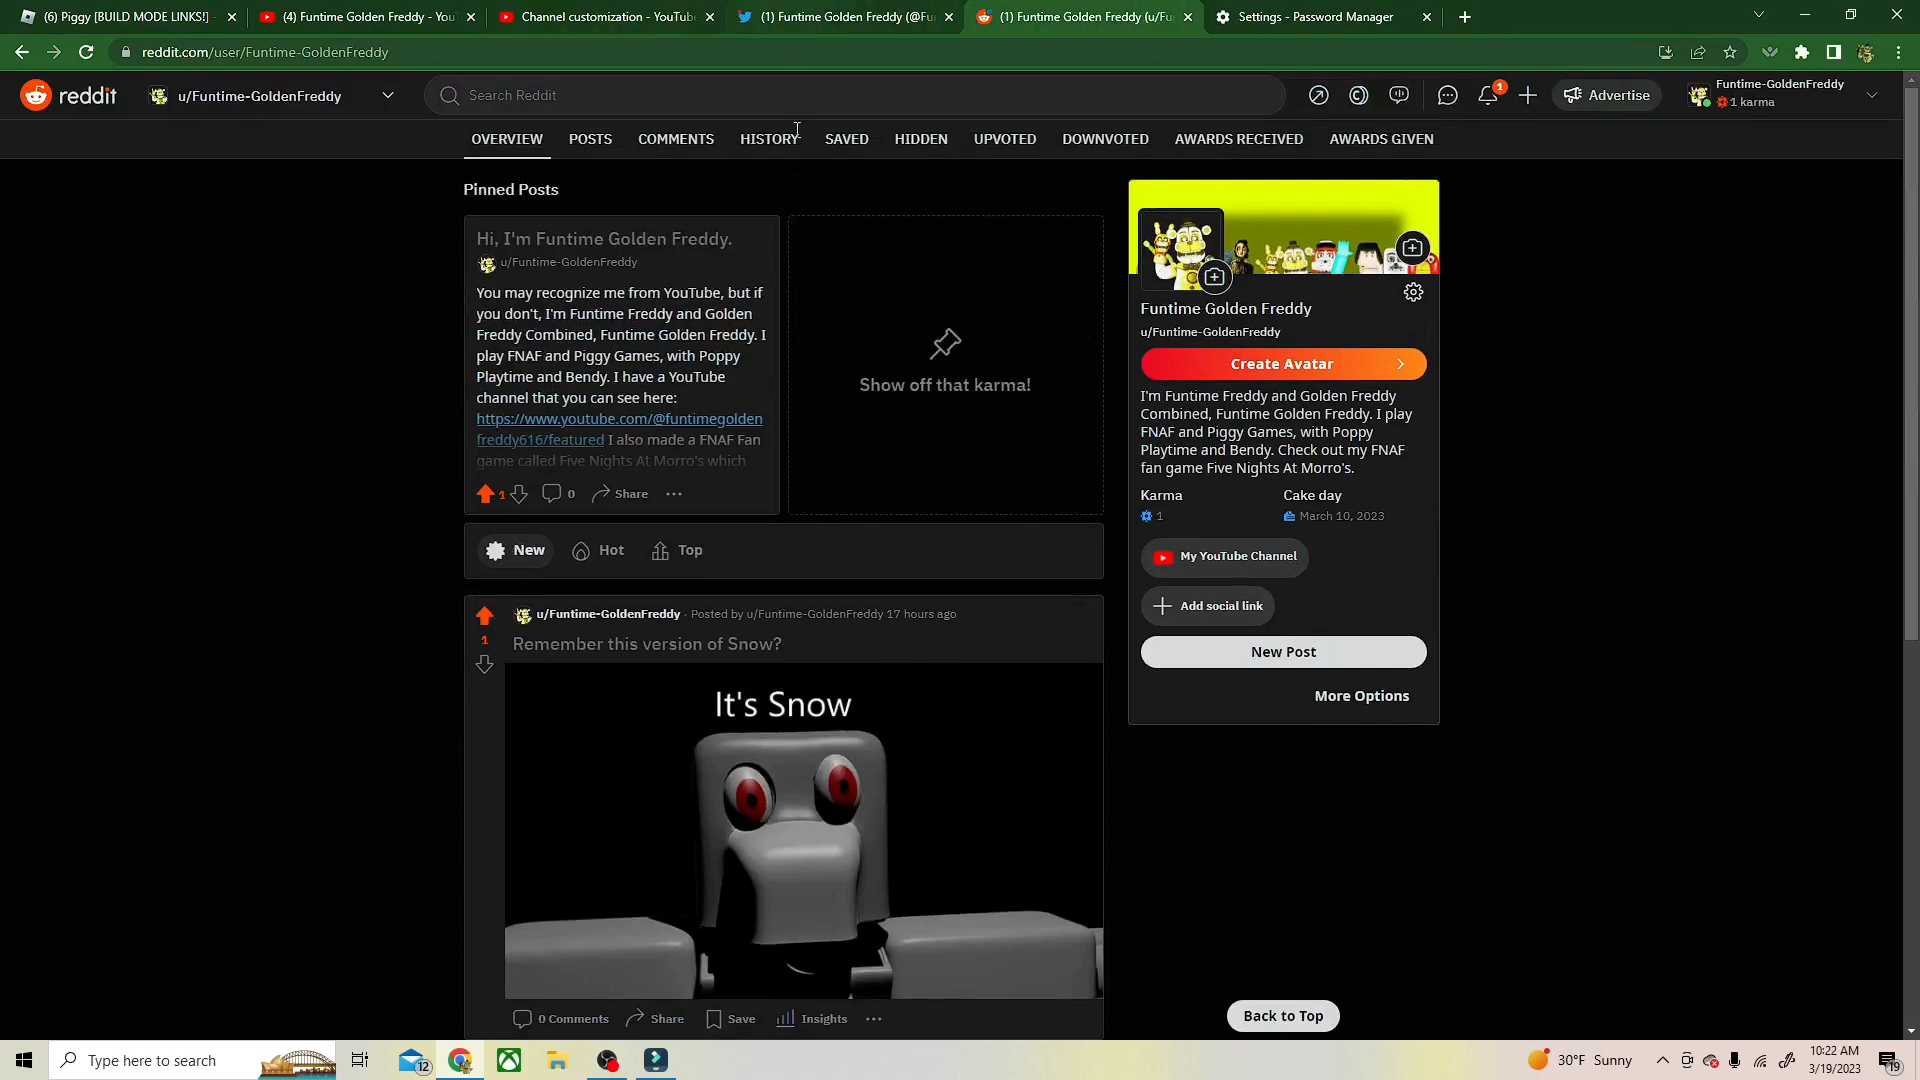 (6) Piggy [BUILD MODE LINKS!] -
(4) Funtime Golden Freddy - You
Channel customization - YouTube
(1) Funtime Golden Freddy (@Fu
(1) Funtime Golden Freddy (u/Fu
Settings - Password Manager
reddit.com/user/Funtime-GoldenFreddy
reddit
u/Funtime-GoldenFreddy
Search Reddit
1
Advertise
Funtime-GoldenFreddy
1 karma
OVERVIEW POSTS COMMENTS HISTORY SAVED HIDDEN UPVOTED DOWNVOTED AWARDS RECEIVED AWARDS GIVEN
Pinned Posts
Hi, I'm Funtime Golden Freddy.
u/Funtime-GoldenFreddy
You may recognize me from YouTube, but if
you don't, I'm Funtime Freddy and Golden
Freddy Combined, Funtime Golden Freddy. I
play FNAF and Piggy Games, with Poppy
Playtime and Bendy. I have a YouTube
channel that you can see here:
https://www.youtube.com/@funtimegolden
freddy616/featured I also made a FNAF Fan
game called Five Nights At Morro's which
1 0 Share
Show off that karma!
New Hot Top
u/Funtime-GoldenFreddy · Posted by u/Funtime-GoldenFreddy 17 hours ago
1
Remember this version of Snow?
It's Snow
0 Comments Share Save Insights
Funtime Golden Freddy
u/Funtime-GoldenFreddy
Create Avatar
I'm Funtime Freddy and Golden Freddy
Combined, Funtime Golden Freddy. I play
FNAF and Piggy Games, with Poppy
Playtime and Bendy. Check out my FNAF
fan game Five Nights At Morro's.
Karma Cake day
1 March 10, 2023
My YouTube Channel
Add social link
New Post
More Options
Back to Top
Type here to search
12
30°F Sunny
10:22 AM
3/19/2023
19